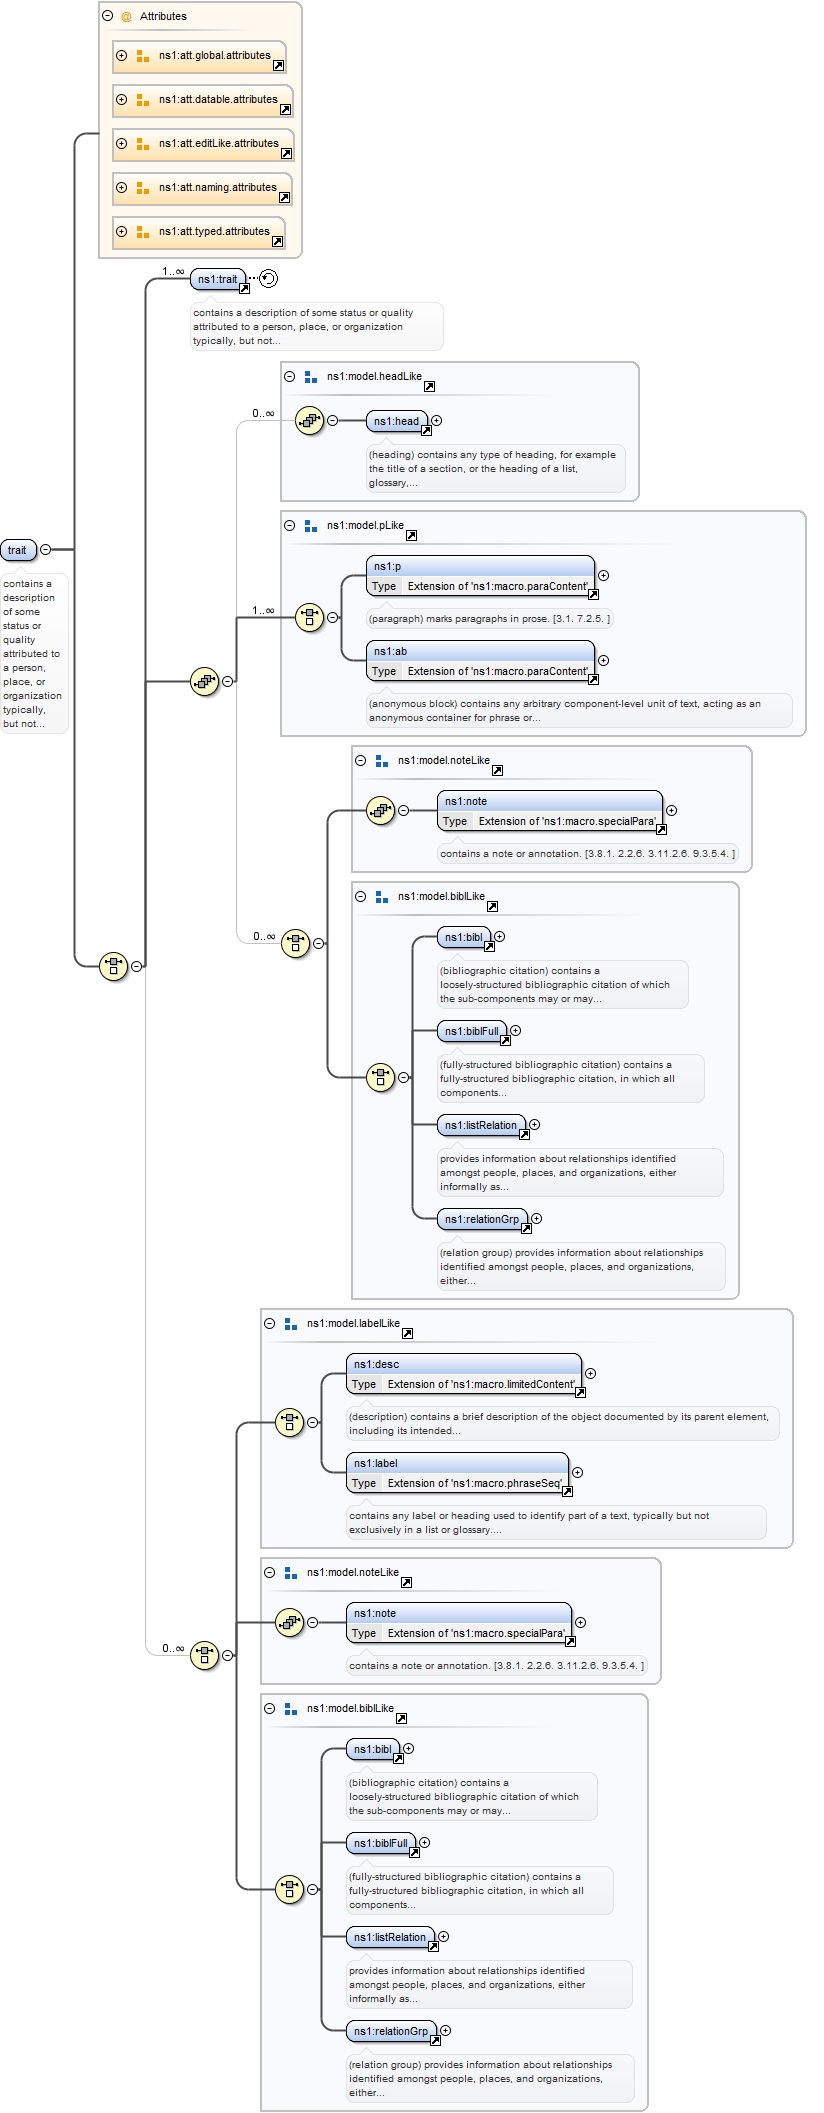 Attributes
ns1:att.global.attributes
ns1:att.datable.attributes
ns1:att.editLike.attributes
ns1:att.naming.attributes
ns1:att.typed.attributes
1..∞
ns1:trait
contains a description of some status or quality
attributed to a person, place, or organization
typically, but not...
ns1:model.headLike
0..∞
ns1:head
(heading) contains any type of heading, for example
the title of a section, or the heading of a list,
glossary,...
ns1:model.pLike
trait
contains a
description
of some
status or
quality
attributed to
a person,
place, or
organization
typically,
but not...
1..∞
ns1:p
Type Extension of 'ns1:macro.paraContent'
(paragraph) marks paragraphs in prose. [3.1. 7.2.5. ]
ns1:ab
Type Extension of 'ns1:macro.paraContent'
(anonymous block) contains any arbitrary component-level unit of text, acting as an
anonymous container for phrase or...
ns1:model.noteLike
ns1:note
Type Extension of 'ns1:macro.specialPara'
contains a note or annotation. [3.8.1. 2.2.6. 3.11.2.6. 9.3.5.4. ]
ns1:model.biblLike
0..∞
ns1:bibl
(bibliographic citation) contains a
loosely-structured bibliographic citation of which
the sub-components may or may...
ns1:biblFull
(fully-structured bibliographic citation) contains a
fully-structured bibliographic citation, in which all
components...
ns1:listRelation
provides information about relationships identified
amongst people, places, and organizations, either
informally as...
ns1:relationGrp
(relation group) provides information about relationships
identified amongst people, places, and organizations,
either...
ns1:model.labelLike
ns1:desc
Type Extension of 'ns1:macro.limitedContent'
(description) contains a brief description of the object documented by its parent element,
including its intended...
ns1:label
Type Extension of 'ns1:macro.phraseSeq'
contains any label or heading used to identify part of a text, typically but not
exclusively in a list or glossary....
ns1:model.noteLike
0..∞
ns1:note
Type Extension of 'ns1:macro.specialPara'
contains a note or annotation. [3.8.1. 2.2.6. 3.11.2.6. 9.3.5.4. ]
ns1:model.biblLike
ns1:bibl
(bibliographic citation) contains a
loosely-structured bibliographic citation of which
the sub-components may or may...
ns1:biblFull
(fully-structured bibliographic citation) contains a
fully-structured bibliographic citation, in which all
components...
ns1:listRelation
provides information about relationships identified
amongst people, places, and organizations, either
informally as...
ns1:relationGrp
(relation group) provides information about relationships
identified amongst people, places, and organizations,
either...